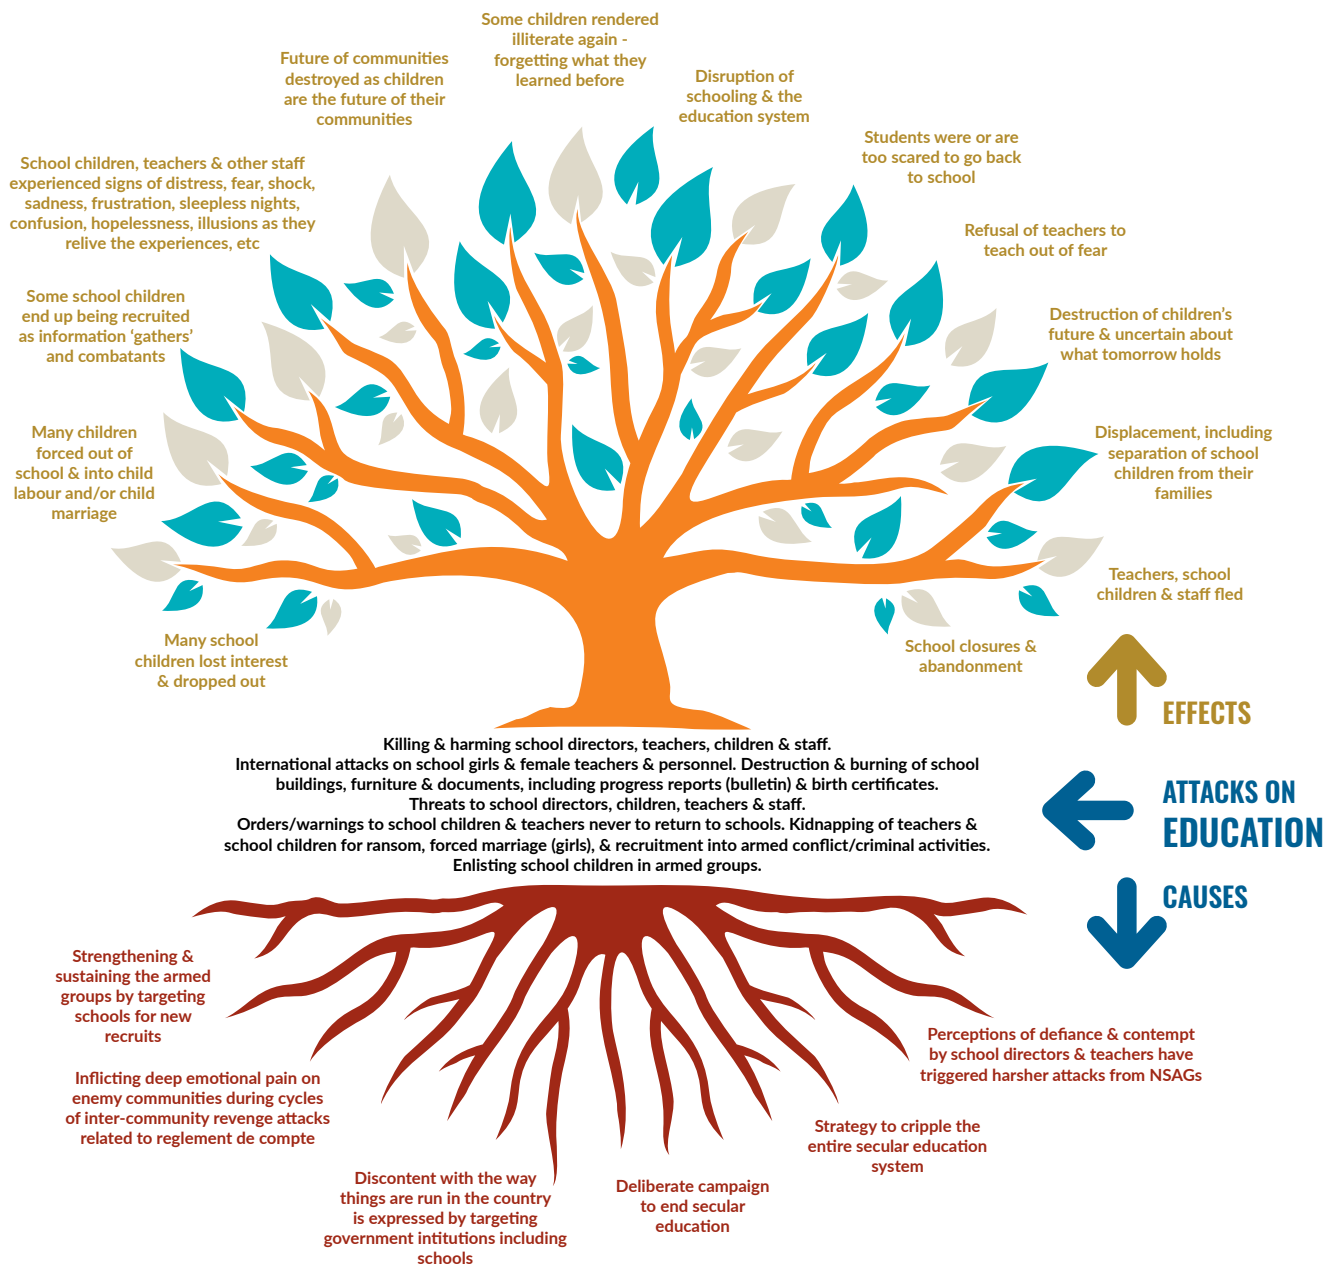 Some children rendered
illiterate again -
forgetting what they
learned before
Future of communities
destroyed as children
are the future of their
communities
Disruption of
schooling & the
education system
Students were or are
too scared to go back
to school
School children, teachers & other staff
experienced signs of distress, fear, shock,
sadness, frustration, sleepless nights,
confusion, hopelessness, illusions as they
relive the experiences, etc
Refusal of teachers to
teach out of fear
Some school children
end up being recruited
as information ‘gathers’
and combatants
Destruction of children's
future & uncertain about
what tomorrow holds
Many children
forced out of
school & into child
labour and/or child
marriage
Displacement, including
separation of school
children from their
families
Teachers, school
children & staff fled
Many school
children lost interest
& dropped out
School closures &
abandonment
EFFECTS
Killing & harming school directors, teachers, children & staff.
International attacks on school girls & female teachers & personnel. Destruction & burning of school
buildings, furniture & documents, including progress reports (bulletin) & birth certificates.
Threats to school directors, children, teachers & staff.
Orders/warnings to school children & teachers never to return to schools. Kidnapping of teachers &
school children for ransom, forced marriage (girls), & recruitment into armed conflict/criminal activities.
Enlisting school children in armed groups.
ATTACKS ON
EDUCATION
CAUSES
Strengthening &
sustaining the armed
groups by targeting
schools for new
recruits
Perceptions of defiance & contempt
by school directors & teachers have
triggered harsher attacks from NSAGs
Inflicting deep emotional pain on
enemy communities during cycles
of inter-community revenge attacks
related to reglement de compte
Strategy to cripple the
entire secular education
system
Discontent with the way
things are run in the country
is expressed by targeting
government intitutions including
schools
Deliberate campaign
to end secular
education